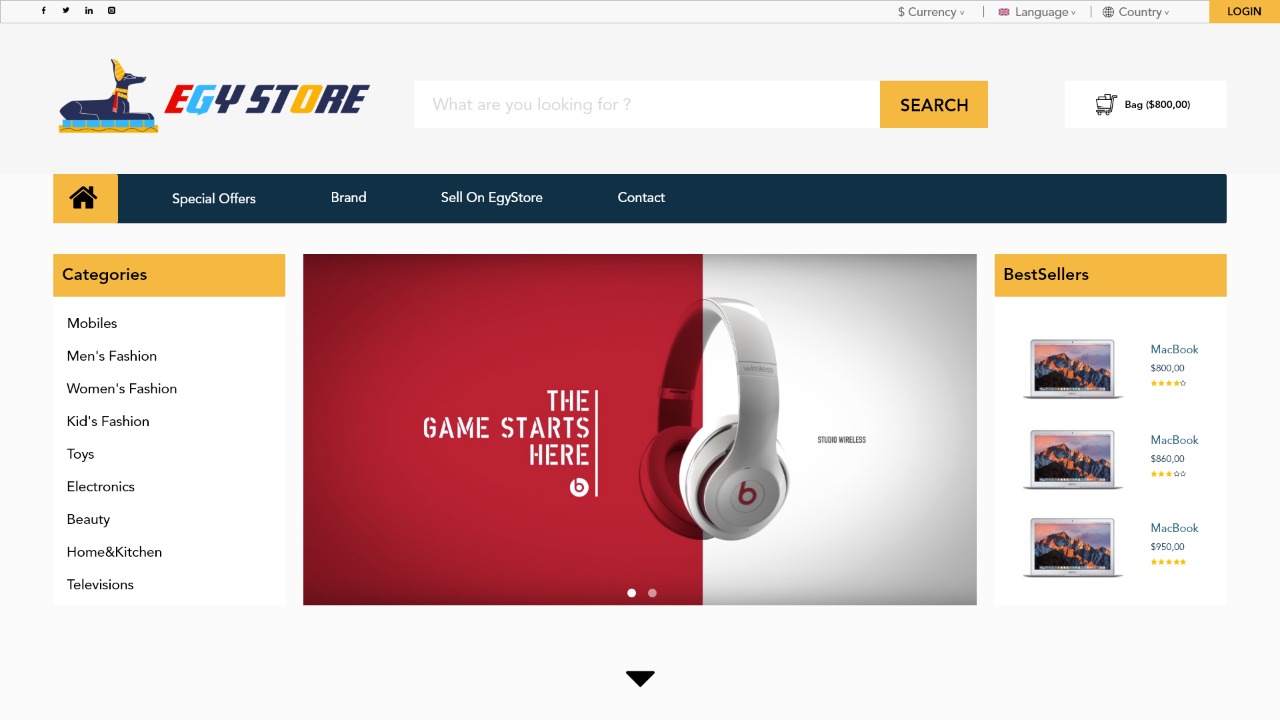 $ Currency
Language
Country
LOGIN
EGY STORE
What are you looking for ?
SEARCH
Bag ($800,00)
Special Offers
Brand
Sell On EgyStore
Contact
Categories
Mobiles
Men's Fashion
Women's Fashion
Kid's Fashion
Toys
Electronics
Beauty
Home&Kitchen
Televisions
THE
GAME STARTS
HERE
b
wireless
b
STUDIO WIRELESS
BestSellers
MacBook
$800,00
MacBook
$860,00
MacBook
$950,00